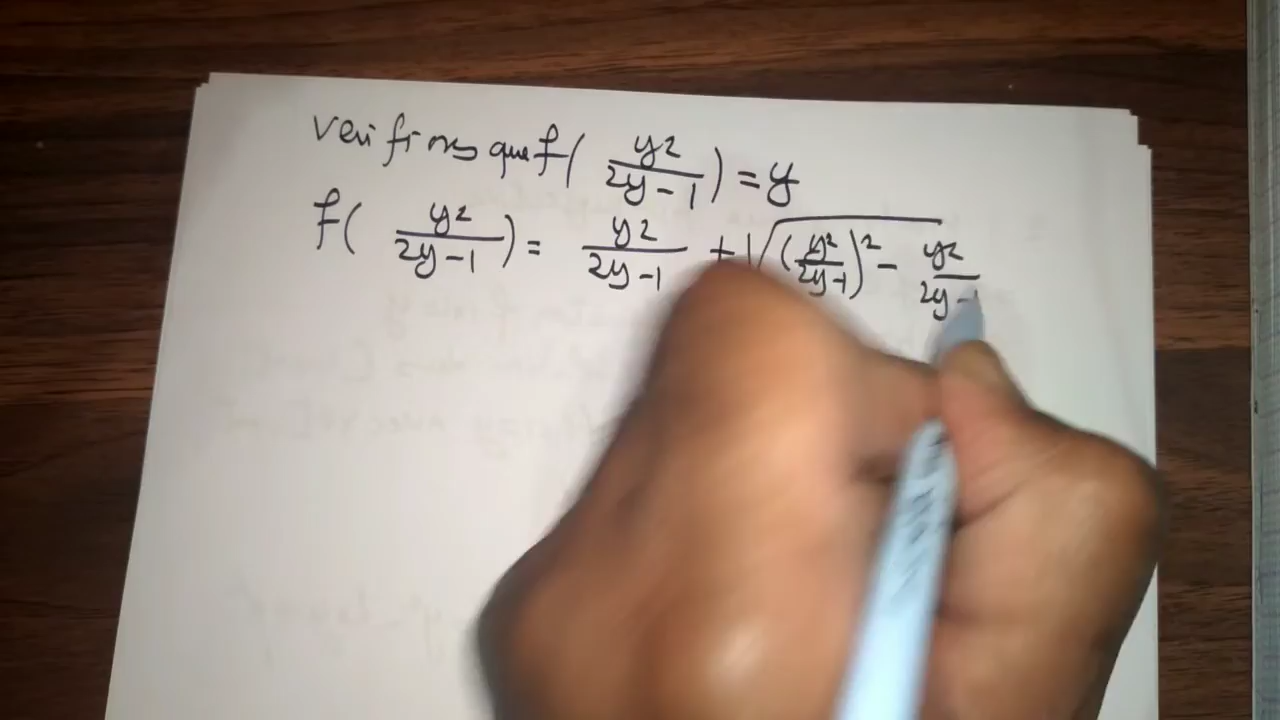 verifions que f( y²/(2y-1) ) = y
f( y²/(2y-1) ) = y²/(2y-1) + √( (y²/(2y-1))² - y²/(2y-1)